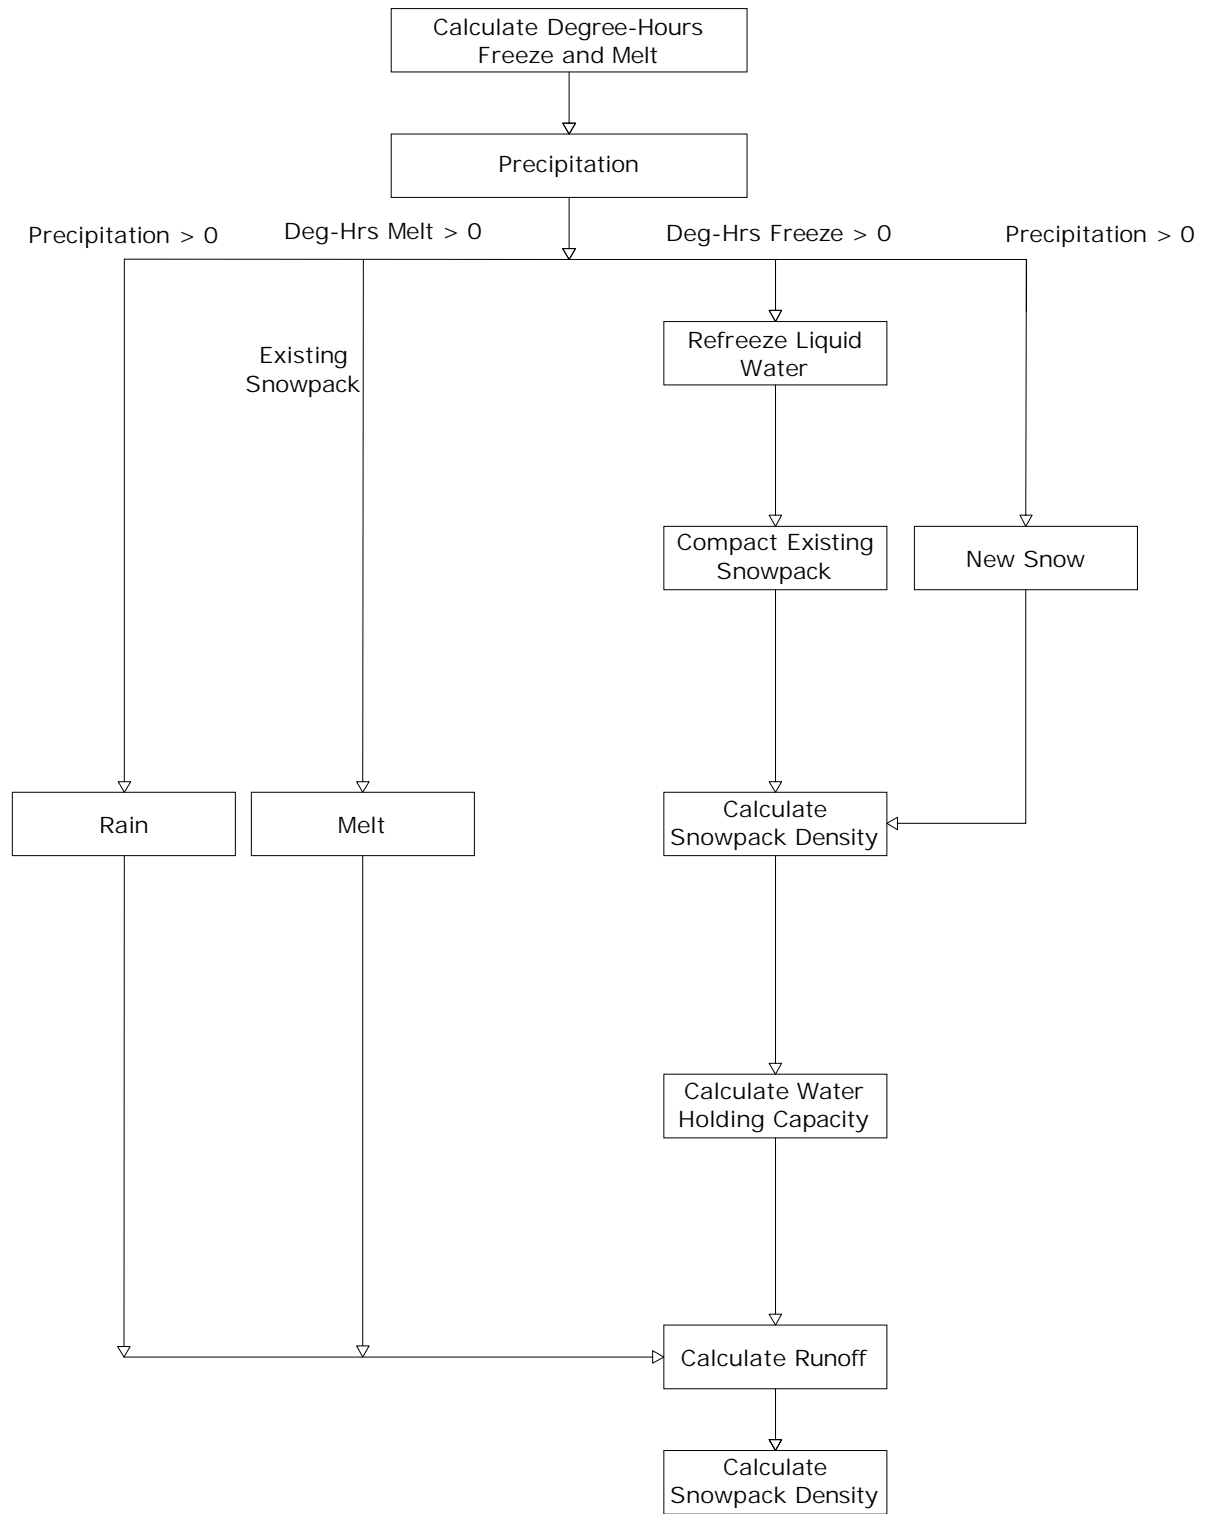 Calculate Degree-Hours
Freeze and Melt
Precipitation
Precipitation > 0
Deg-Hrs Melt > 0
Deg-Hrs Freeze > 0
Precipitation > 0
Refreeze Liquid
Water
Existing
Snowpack
Compact Existing
Snowpack
New Snow
Rain
Melt
Calculate
Snowpack Density
Calculate Water
Holding Capacity
Calculate Runoff
Calculate
Snowpack Density